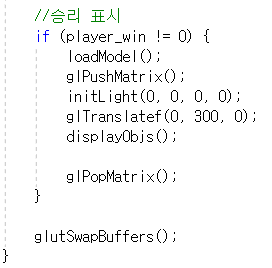 //승리 표시
if (player_win != 0) {
loadModel();
glPushMatrix();
initLight(0, 0, 0, 0);
glTranslatef(0, 300, 0);
displayObjs();
glPopMatrix();
}
glutSwapBuffers();
}